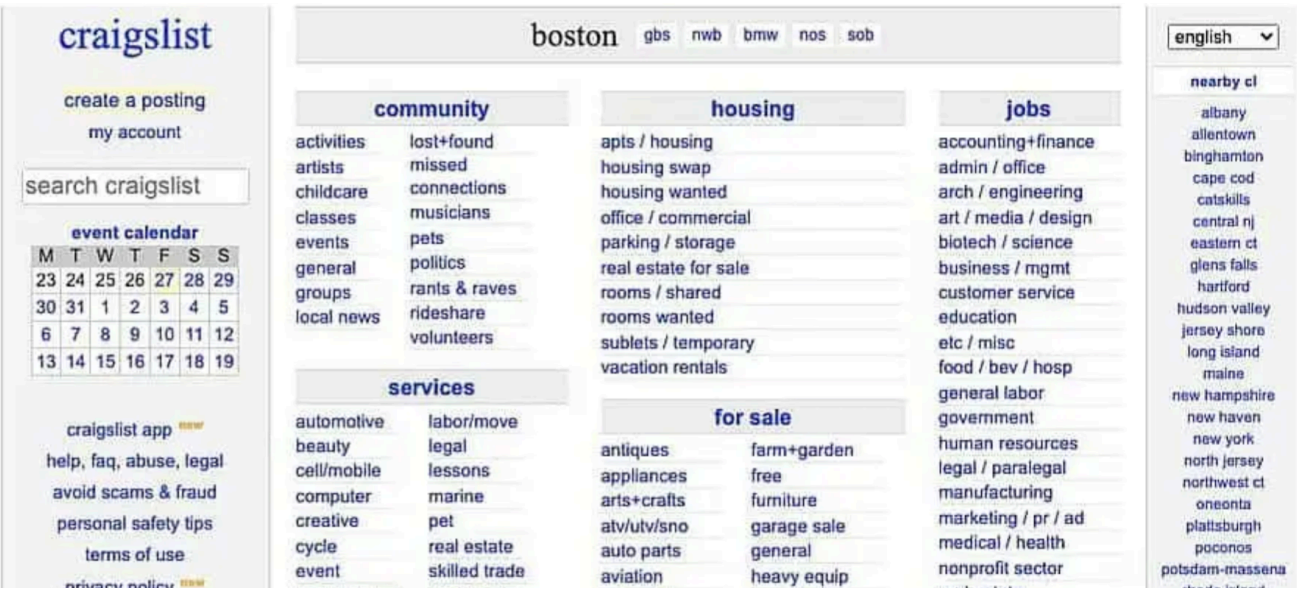 craigslist
create a posting
my account
search craigslist
event calendar
M T W T F S S
23 24 25 26 27 28 29
30 31 1 2 3 4 5
6 7 8 9 10 11 12
13 14 15 16 17 18 19
craigslist app new
help, faq, abuse, legal
avoid scams & fraud
personal safety tips
terms of use
privacy policy new
boston gbs nwb bmw nos sob
community
activities
artists
childcare
classes
events
general
groups
local news
lost+found
missed
connections
musicians
pets
politics
rants & raves
rideshare
volunteers
services
automotive
beauty
cell/mobile
computer
creative
cycle
event
labor/move
legal
lessons
marine
pet
real estate
skilled trade
housing
apts / housing
housing swap
housing wanted
office / commercial
parking / storage
real estate for sale
rooms / shared
rooms wanted
sublets / temporary
vacation rentals
for sale
antiques
appliances
arts+crafts
atv/utv/sno
auto parts
aviation
farm+garden
free
furniture
garage sale
general
heavy equip
jobs
accounting+finance
admin / office
arch / engineering
art / media / design
biotech / science
business / mgmt
customer service
education
etc / misc
food / bev / hosp
general labor
government
human resources
legal / paralegal
manufacturing
marketing / pr / ad
medical / health
nonprofit sector
english
nearby cl
albany
allentown
binghamton
cape cod
catskills
central nj
eastern ct
glens falls
hartford
hudson valley
jersey shore
long island
maine
new hampshire
new haven
new york
north jersey
northwest ct
oneonta
plattsburgh
poconos
potsdam-massena